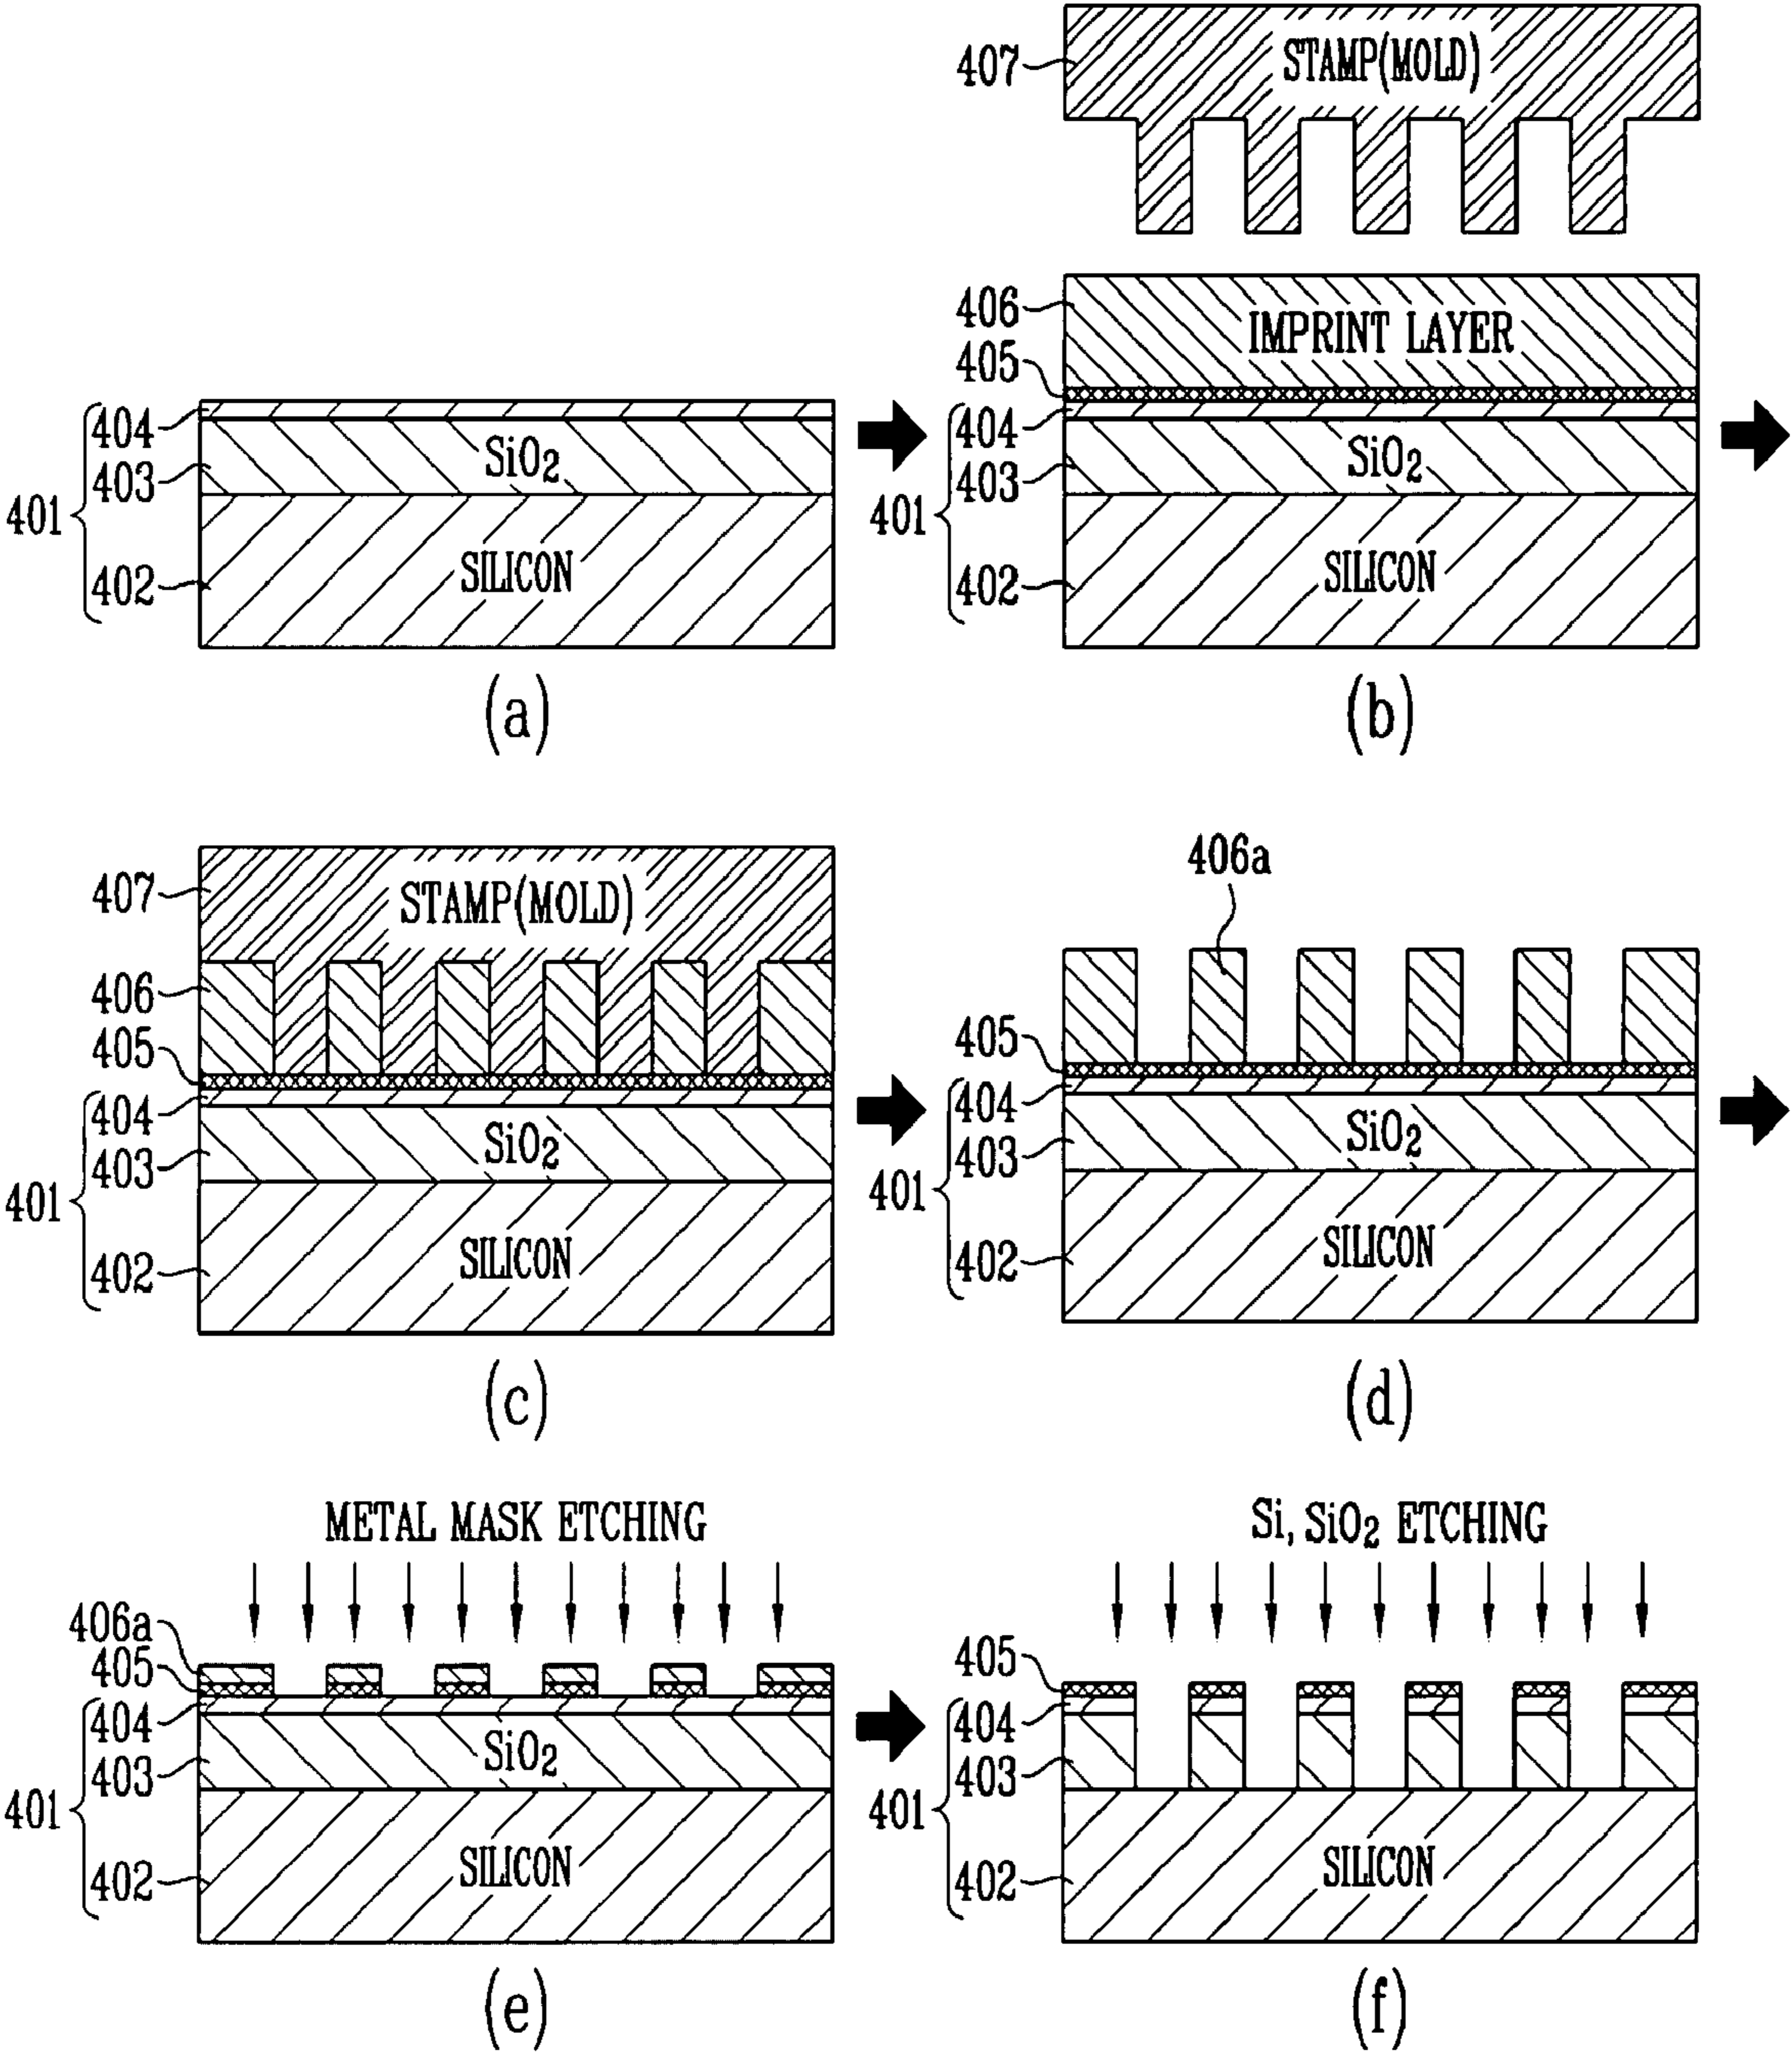 407
STAMP(MOLD)
406
IMPRINT LAYER
405
404
404
403
SiO2
403
SiO2
401
401
402
SILICON
402
SILICON
(a)
(b)
407
STAMP(MOLD)
406a
406
405
405
404
404
403
SiO2
403
SiO2
401
401
402
SILICON
402
SILICON
(c)
(d)
METAL MASK ETCHING
Si, SiO2 ETCHING
406a
405
405
404
404
403
SiO2
403
401
401
402
SILICON
402
SILICON
(e)
(f)